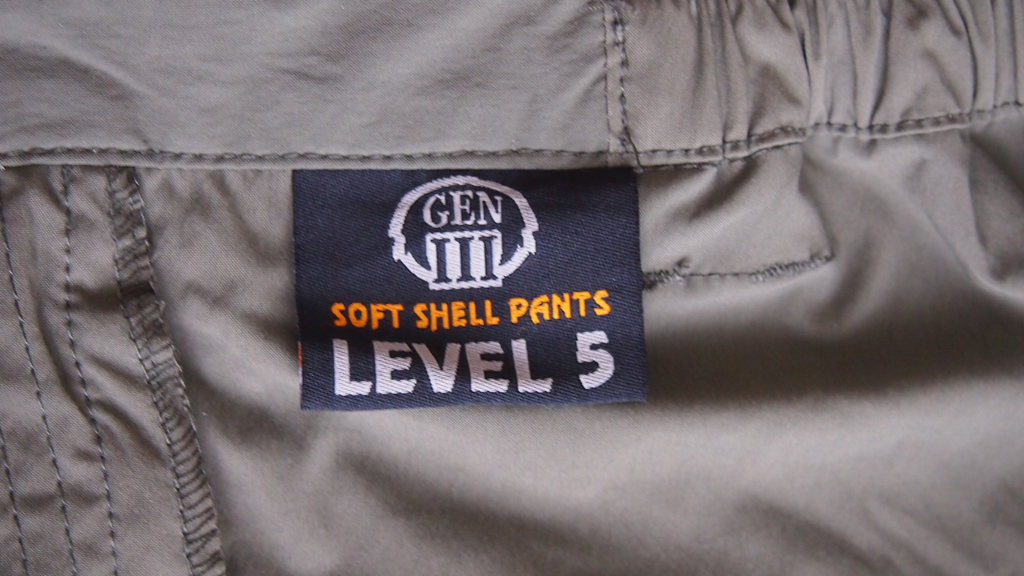 GEN
III
SOFT SHELL PANTS
LEVEL 5